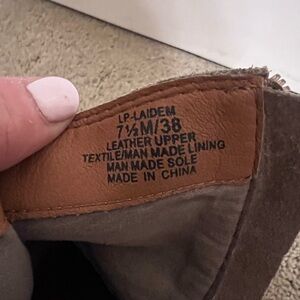 LP-LAIDEM
7½M/38
LEATHER UPPER
TEXTILE/MAN MADE LINING
MAN MADE SOLE
MADE IN CHINA